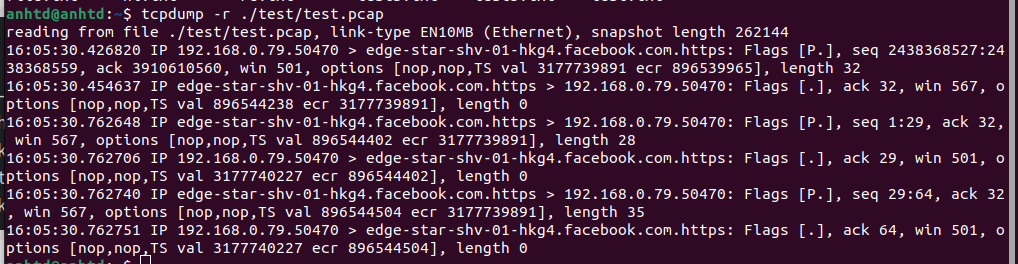 anhtd@anhtd:~$ tcpdump -r ./test/test.pcap
reading from file ./test/test.pcap, link-type EN10MB (Ethernet), snapshot length 262144
16:05:30.426820 IP 192.168.0.79.50470 > edge-star-shv-01-hkg4.facebook.com.https: Flags [P.], seq 2438368527:24
38368559, ack 3910610560, win 501, options [nop,nop,TS val 3177739891 ecr 896539965], length 32
16:05:30.454637 IP edge-star-shv-01-hkg4.facebook.com.https > 192.168.0.79.50470: Flags [.], ack 32, win 567, o
ptions [nop,nop,TS val 896544238 ecr 3177739891], length 0
16:05:30.762648 IP edge-star-shv-01-hkg4.facebook.com.https > 192.168.0.79.50470: Flags [P.], seq 1:29, ack 32,
 win 567, options [nop,nop,TS val 896544402 ecr 3177739891], length 28
16:05:30.762706 IP 192.168.0.79.50470 > edge-star-shv-01-hkg4.facebook.com.https: Flags [.], ack 29, win 501, o
ptions [nop,nop,TS val 3177740227 ecr 896544402], length 0
16:05:30.762740 IP edge-star-shv-01-hkg4.facebook.com.https > 192.168.0.79.50470: Flags [P.], seq 29:64, ack 32
, win 567, options [nop,nop,TS val 896544504 ecr 3177739891], length 35
16:05:30.762751 IP 192.168.0.79.50470 > edge-star-shv-01-hkg4.facebook.com.https: Flags [.], ack 64, win 501, o
ptions [nop,nop,TS val 3177740227 ecr 896544504], length 0
anhtd@anhtd:~$